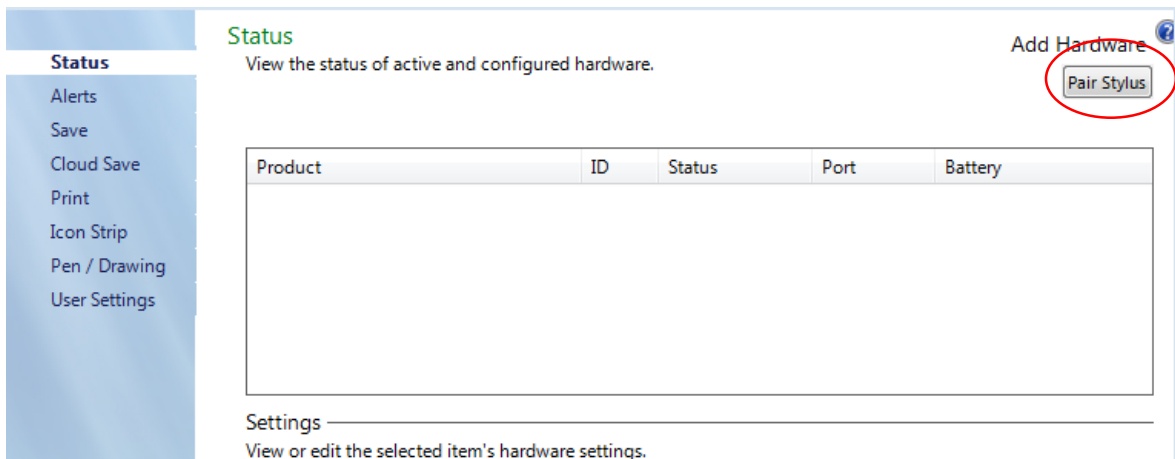 Status
Alerts
Save
Cloud Save
Print
Icon Strip
Pen / Drawing
User Settings
Status
View the status of active and configured hardware.
Add Hardware
?
Pair Stylus
Product ID Status Port Battery
Settings
View or edit the selected item's hardware settings.